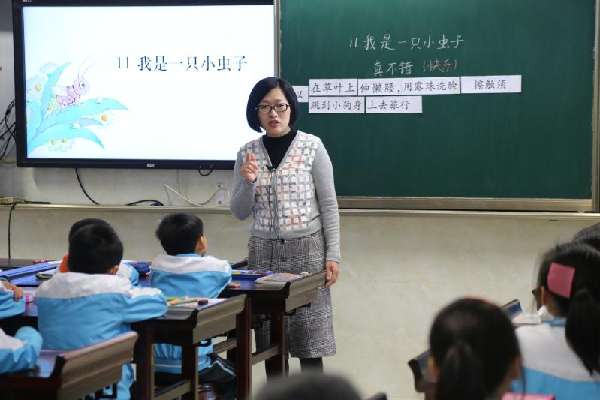 11 我是一只小虫子
11 我是一只小虫子
真不错 (快乐)
在草叶上 伸懒腰, 用露珠洗脸 擦触须
跳到小狗身 上去旅行